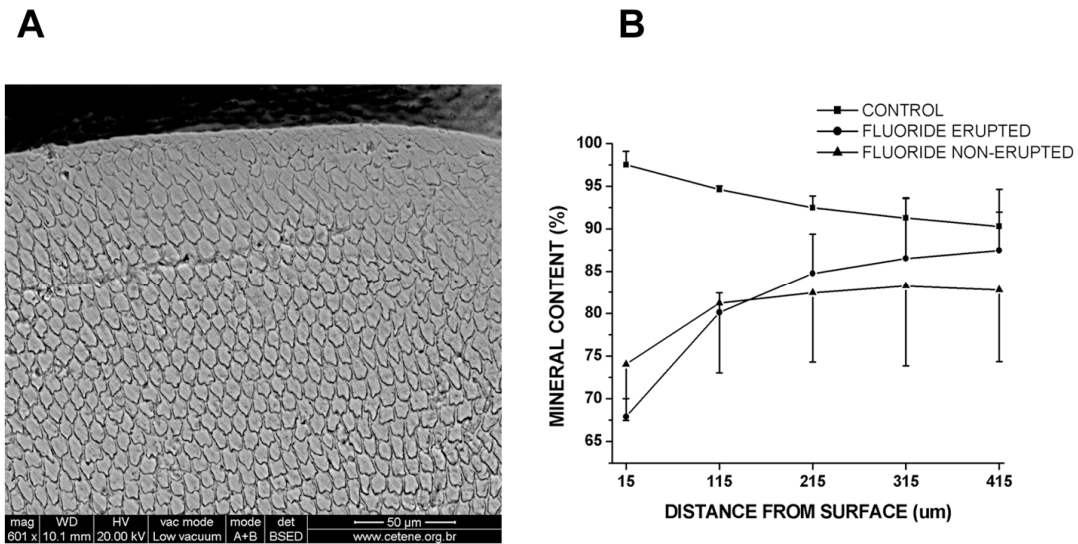 A
B
CONTROL
FLUORIDE ERUPTED
FLUORIDE NON-ERUPTED
MINERAL CONTENT (%)
100
95
90
85
80
75
70
65
15 115 215 315 415
DISTANCE FROM SURFACE (um)
mag WD HV vac mode mode det 50 µm
601 x 10.1 mm 20.00 kV Low vacuum A+B BSED www.cetene.org.br